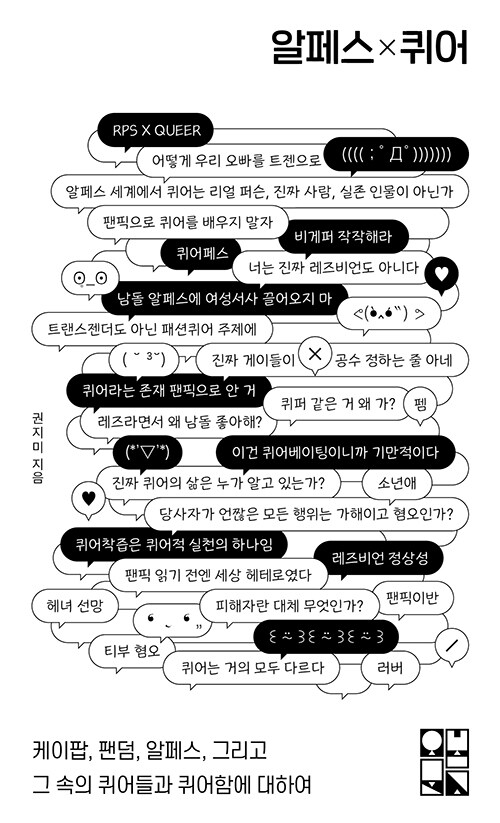 알페스×퀴어
RPS X QUEER
어떻게 우리 오빠를 트젠으로
((((；ﾟДﾟ)))))))
알페스 세계에서 퀴어는 리얼 퍼슨, 진짜 사람, 실존 인물이 아닌가
팬픽으로 퀴어를 배우지 말자
비게퍼 작작해라
퀴어페스
너는 진짜 레즈비언도 아니다
♥
남돌 알페스에 여성서사 끌어오지 마
트랜스젠더도 아닌 패션퀴어 주제에
( ˘ ³˘)
진짜 게이들이 × 공수 정하는 줄 아네
퀴어라는 존재 팬픽으로 안 거
퀴퍼 같은 거 왜 가?
펨
레즈라면서 왜 남돌 좋아해?
권지미 지음
(*'▽'*)
이건 퀴어베이팅이니까 기만적이다
진짜 퀴어의 삶은 누가 알고 있는가?
소년애
♥
당사자가 언짢은 모든 행위는 가해이고 혐오인가?
퀴어착즙은 퀴어적 실천의 하나임
레즈비언 정상성
팬픽 읽기 전엔 세상 헤테로였다
팬픽이반
헤녀 선망
피해자란 대체 무엇인가?
티부 혐오
퀴어는 거의 모두 다르다
러버
케이팝, 팬덤, 알페스, 그리고
그 속의 퀴어들과 퀴어함에 대하여